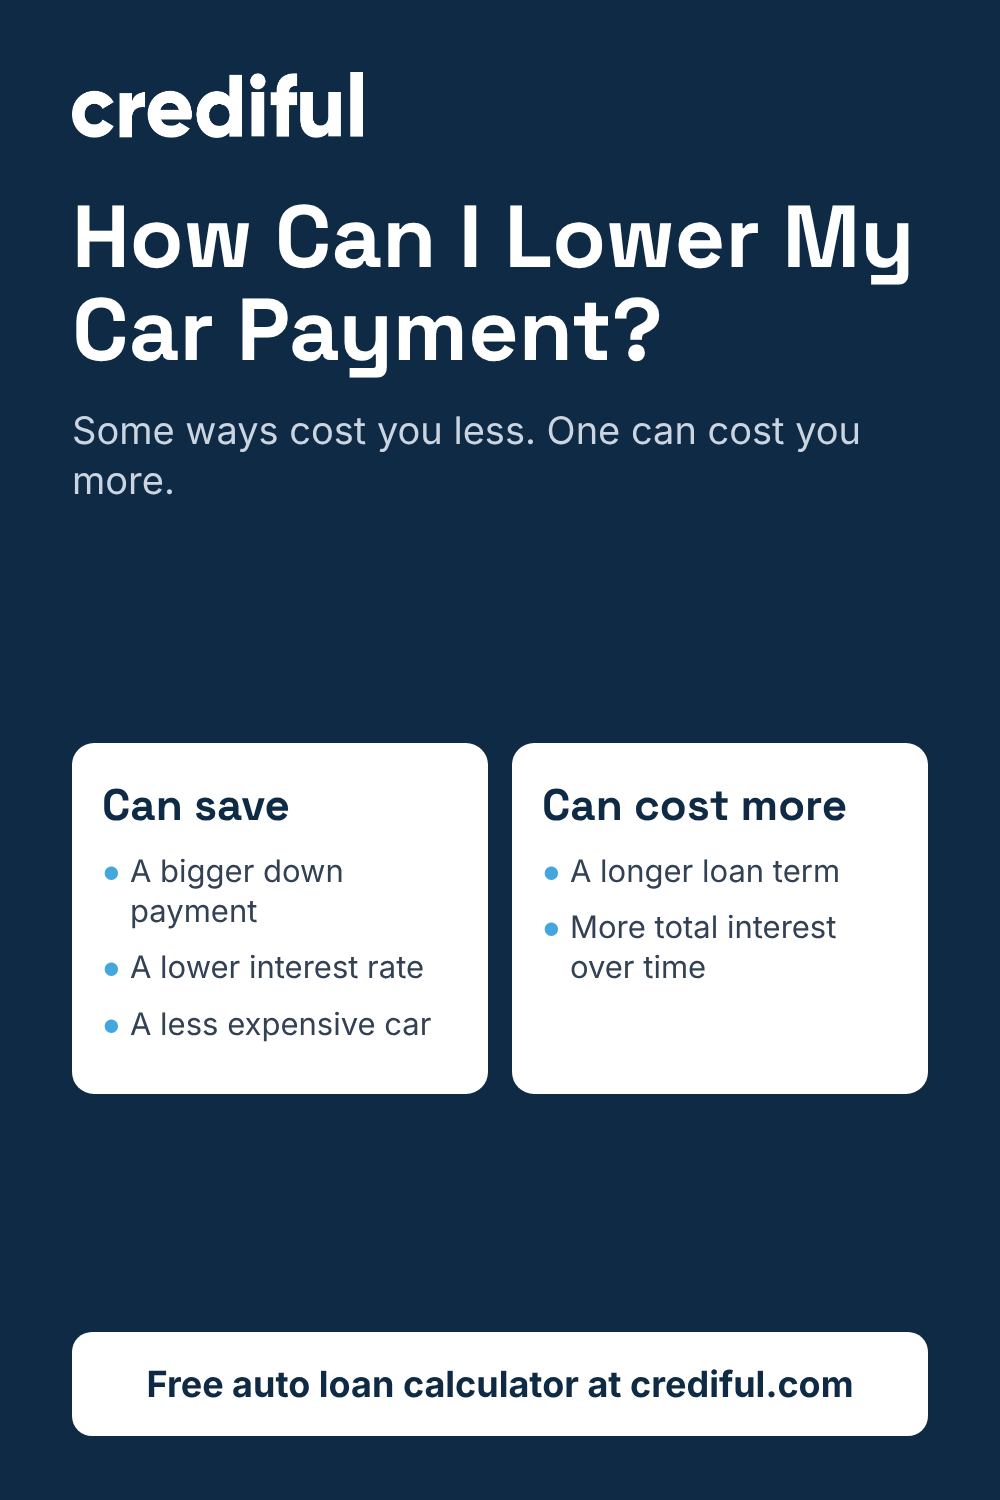 crediful
How Can I Lower My
Car Payment?
Some ways cost you less. One can cost you
more.
Can save
● A bigger down
payment
● A lower interest rate
● A less expensive car
Can cost more
● A longer loan term
● More total interest
over time
Free auto loan calculator at crediful.com